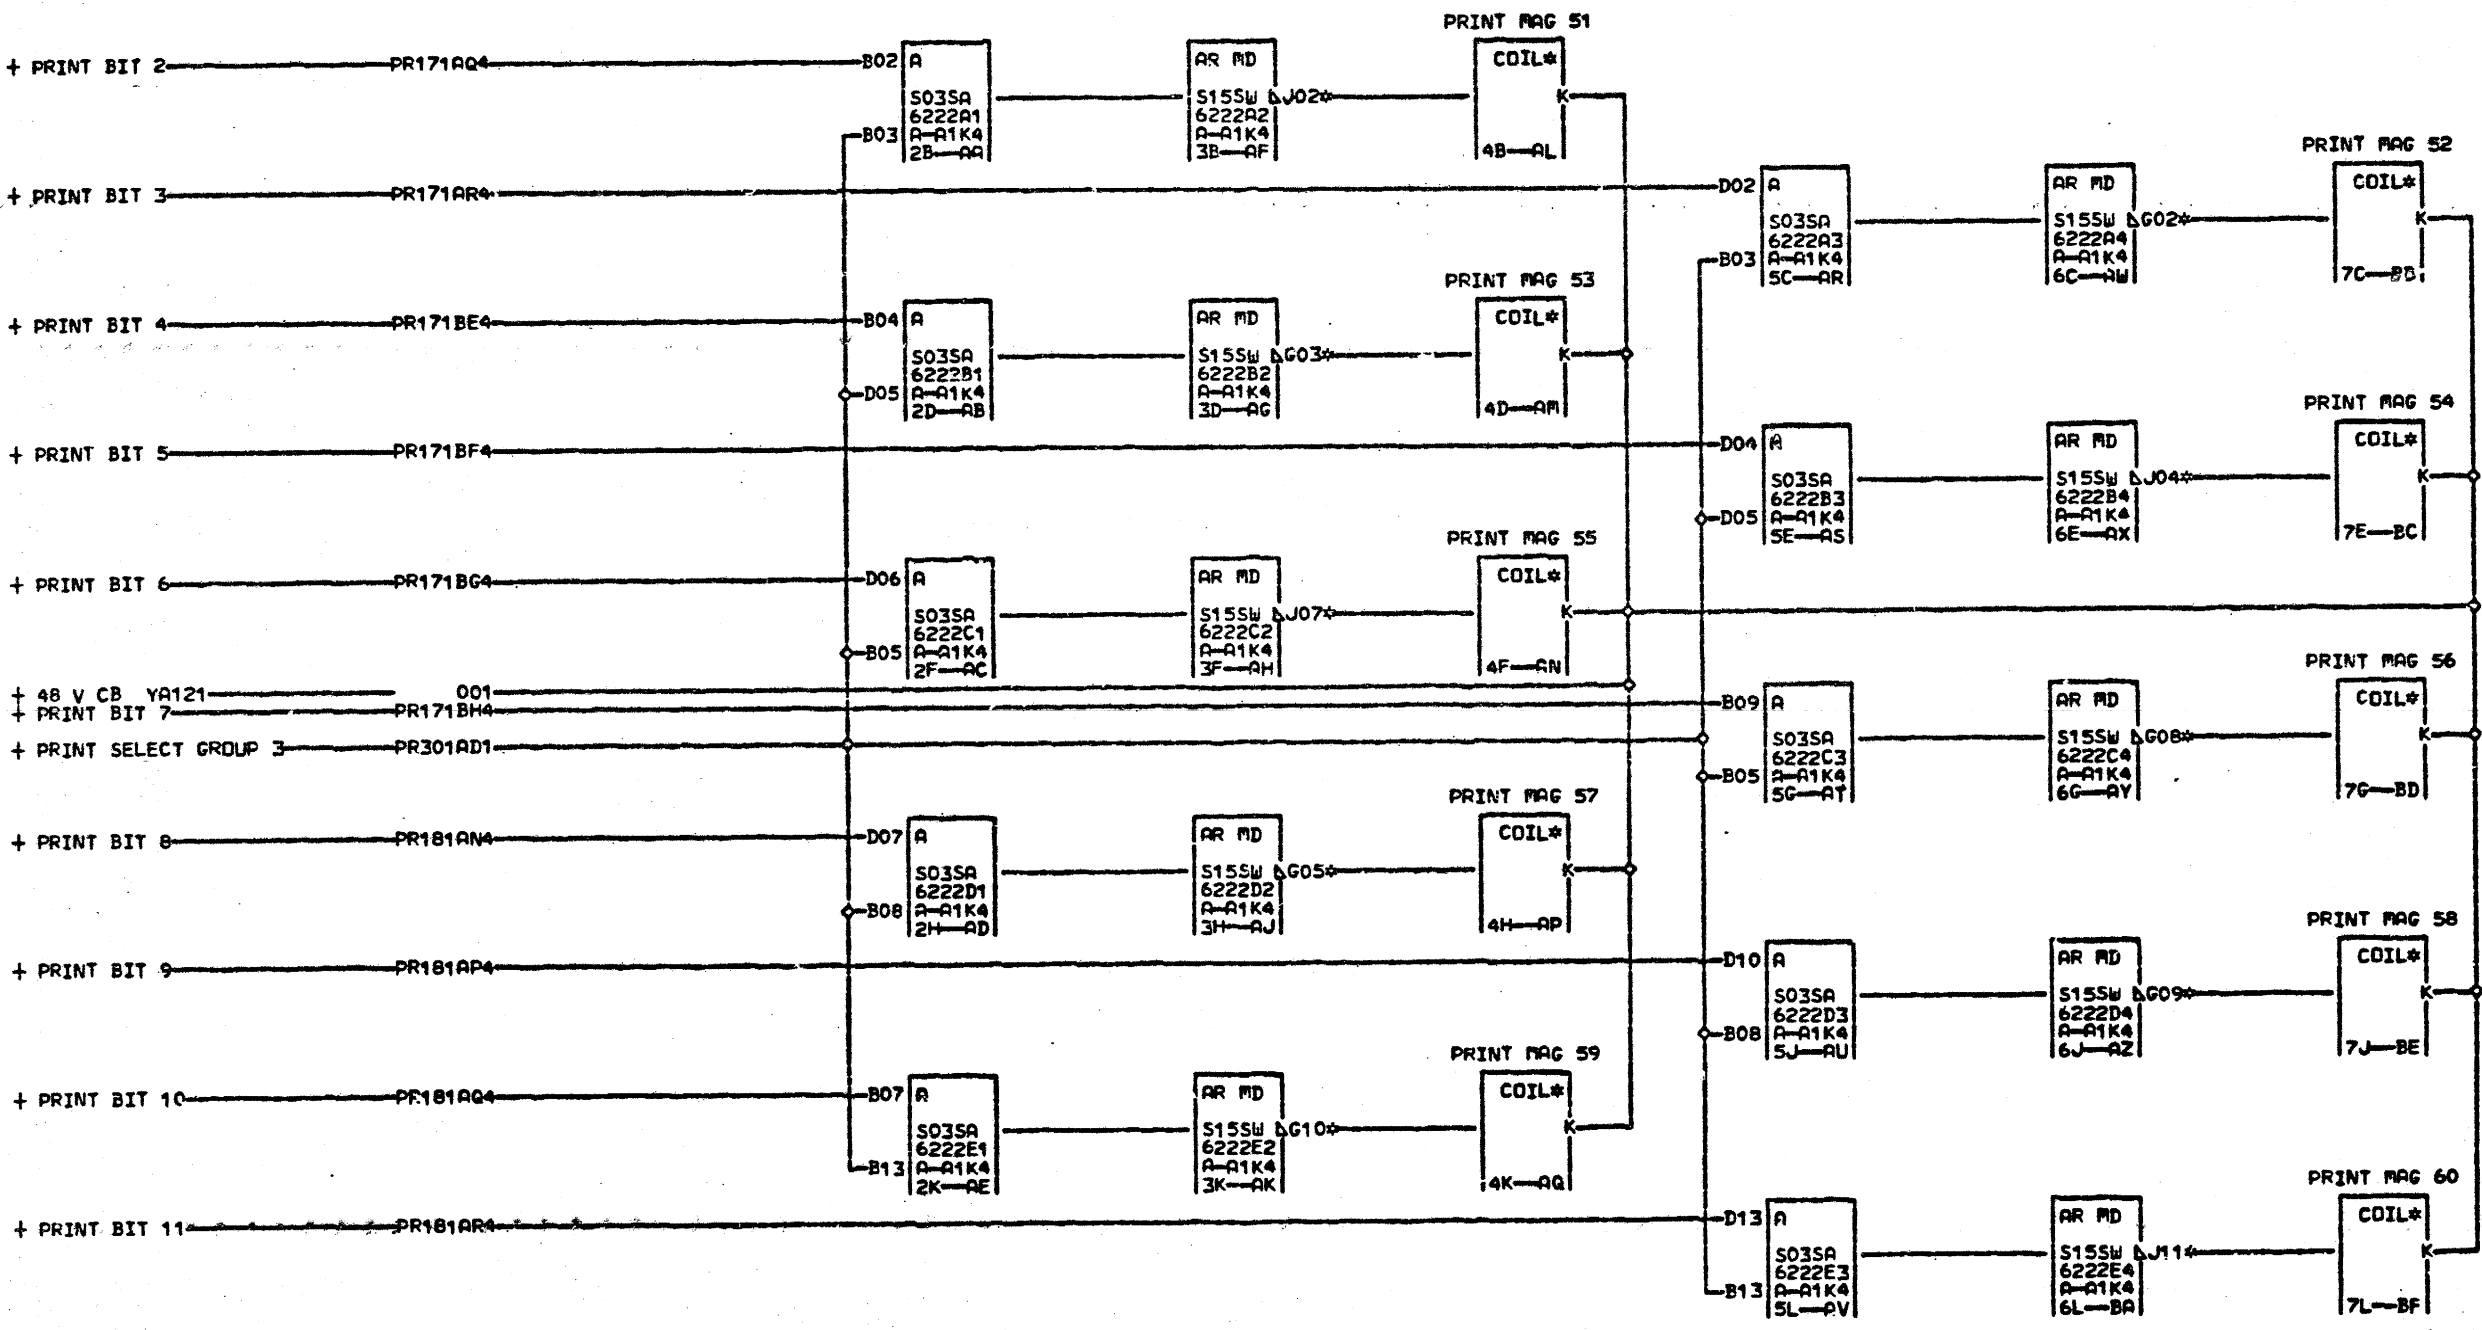 PRINT MAG 51
+ PRINT BIT 2 PR171AQ4 B02 A
AR MD
COIL*
S03SA
S15SW J02*
K
6222A1
6222A2
B03 A-A1K4
A-A1K4
2B-AA
3B-AF
4B-AL
PRINT MAG 52
+ PRINT BIT 3 PR171AR4 D02 A
AR MD
COIL*
S03SA
S15SW G02*
K
6222A3
6222A4
B03 A-A1K4
A-A1K4
5C-AR
6C-AW
7C-BB
PRINT MAG 53
+ PRINT BIT 4 PR171BE4 B04 A
AR MD
COIL*
S03SA
S15SW G03*
K
6222B1
6222B2
D05 A-A1K4
A-A1K4
2D-AB
3D-AG
4D-AM
PRINT MAG 54
+ PRINT BIT 5 PR171BF4 D04 A
AR MD
COIL*
S03SA
S15SW J04*
K
6222B3
6222B4
D05 A-A1K4
A-A1K4
5E-AS
6E-AX
7E-BC
PRINT MAG 55
+ PRINT BIT 6 PR171BG4 D06 A
AR MD
COIL*
S03SA
S15SW J07*
K
6222C1
6222C2
B05 A-A1K4
A-A1K4
2F-AC
3F-AH
4F-AN
PRINT MAG 56
+ 48 V CB YA121 001
+ PRINT BIT 7 PR171BH4 B09 A
AR MD
COIL*
+ PRINT SELECT GROUP 3 PR301AD1
S03SA
S15SW G08*
K
6222C3
6222C4
B05 A-A1K4
A-A1K4
5G-AT
6G-AY
7G-BD
PRINT MAG 57
+ PRINT BIT 8 PR181AN4 D07 A
AR MD
COIL*
S03SA
S15SW G05*
K
6222D1
6222D2
B08 A-A1K4
A-A1K4
2H-AD
3H-AJ
4H-AP
PRINT MAG 58
+ PRINT BIT 9 PR181AP4 D10 A
AR MD
COIL*
S03SA
S15SW G09*
K
6222D3
6222D4
B08 A-A1K4
A-A1K4
5J-AU
6J-AZ
7J-BE
PRINT MAG 59
+ PRINT BIT 10 PR181AQ4 B07 A
AR MD
COIL*
S03SA
S15SW G10*
K
6222E1
6222E2
B13 A-A1K4
A-A1K4
2K-AE
3K-AK
4K-AQ
PRINT MAG 60
+ PRINT BIT 11 PR181AR4 D13 A
AR MD
COIL*
S03SA
S15SW J11*
K
6222E3
6222E4
B13 A-A1K4
A-A1K4
5L-AV
6L-BA
7L-BF